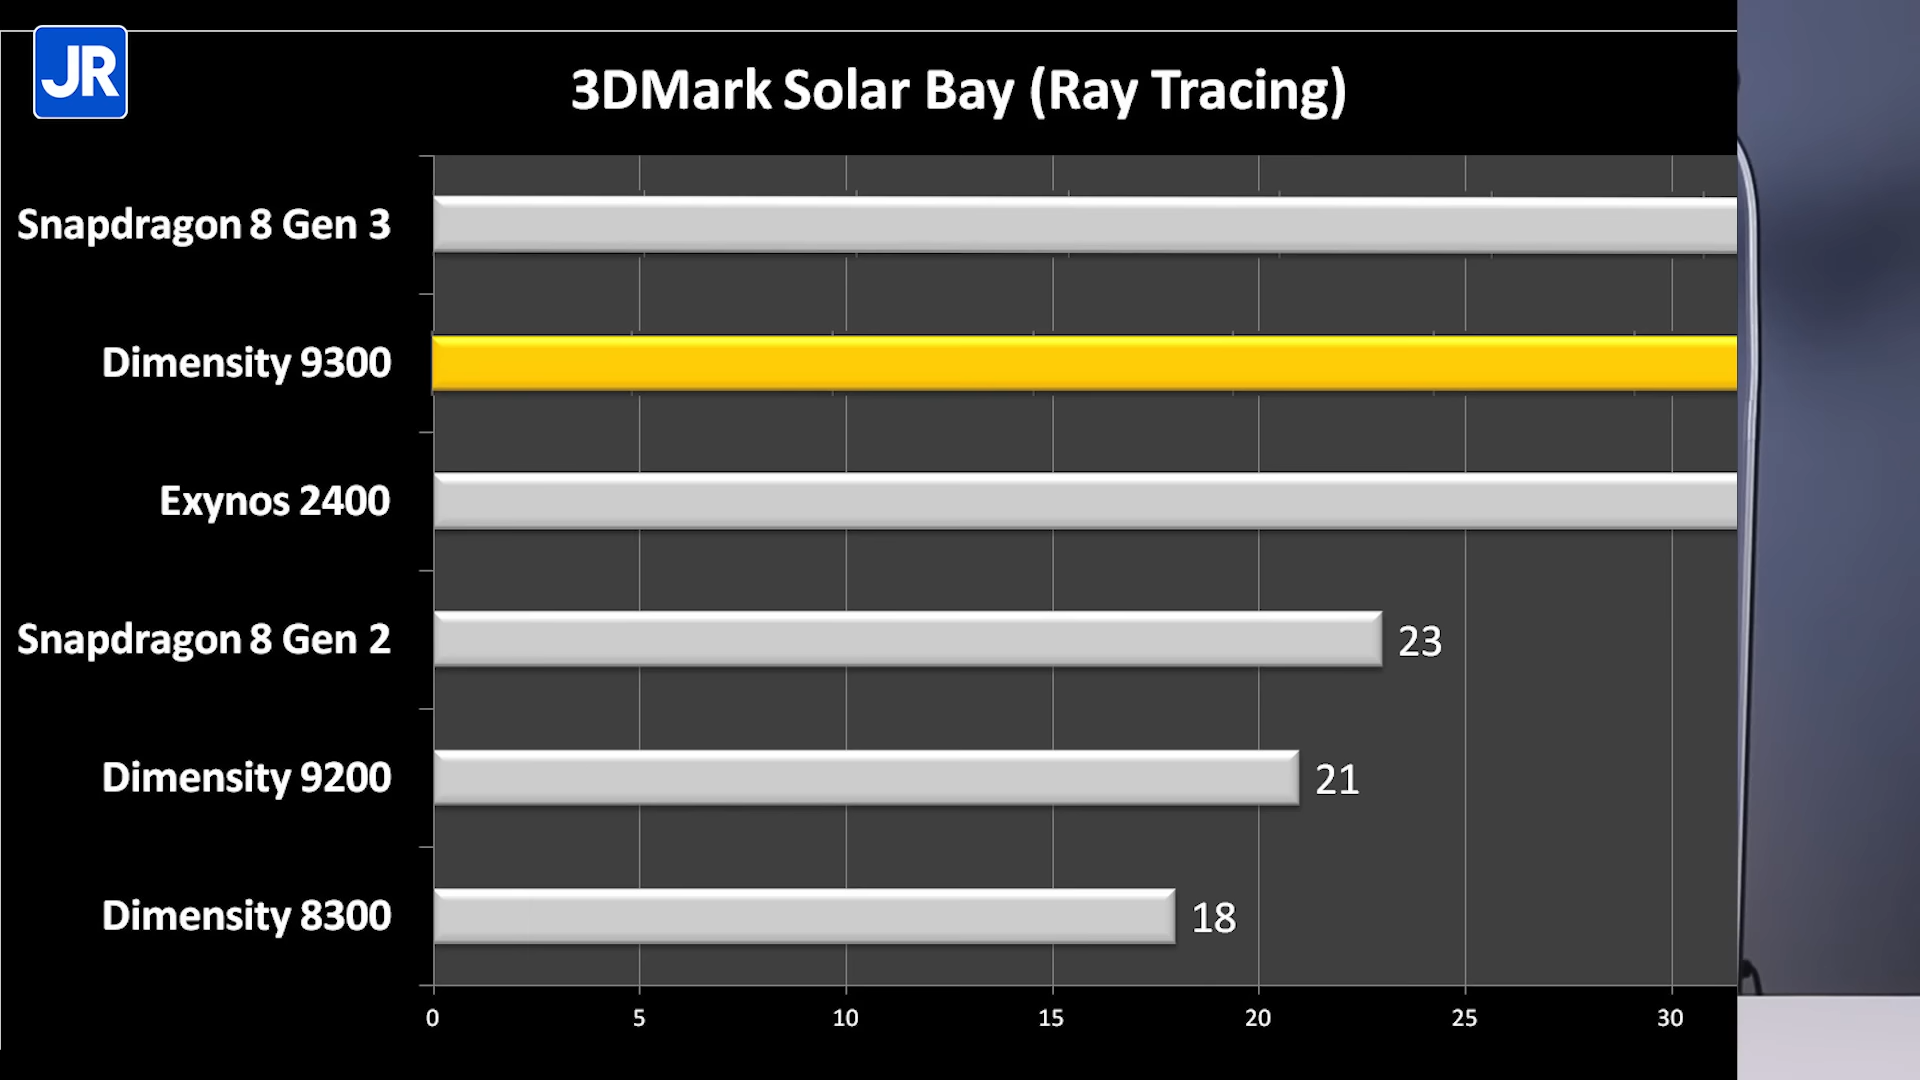 JR
3DMark Solar Bay (Ray Tracing)
Snapdragon 8 Gen 3
Dimensity 9300
Exynos 2400
Snapdragon 8 Gen 2
23
Dimensity 9200
21
Dimensity 8300
18
0 5 10 15 20 25 30